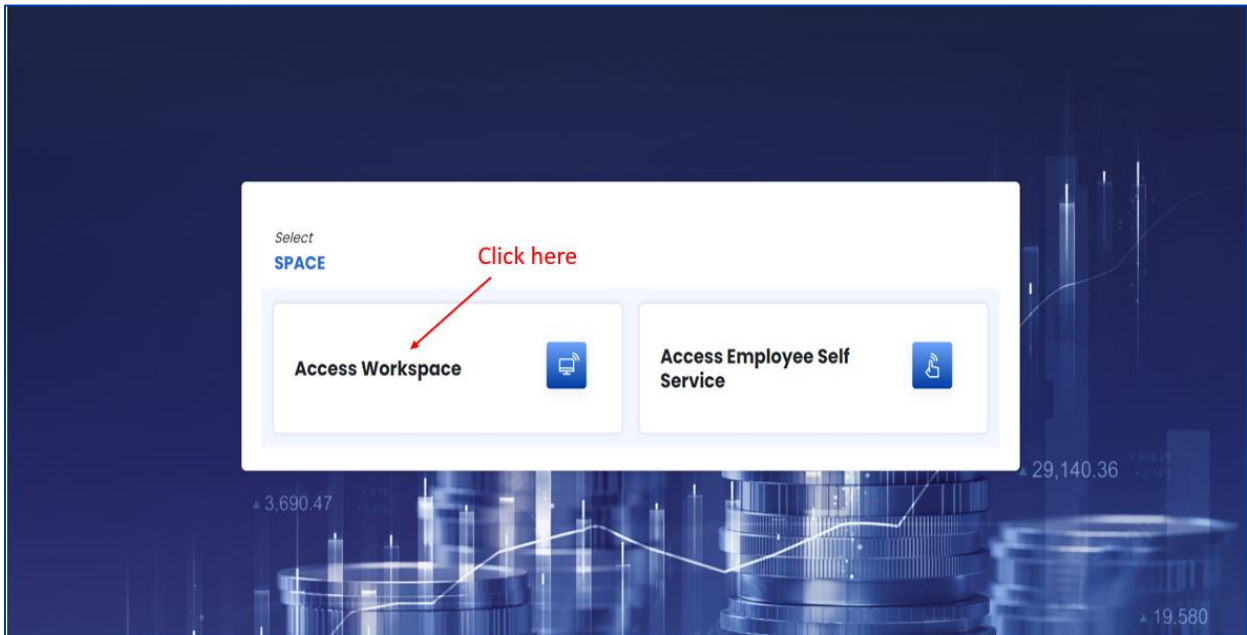 Select
SPACE
Click here
Access Workspace
Access Employee Self
Service
▲ 29,140.36
▲ 3,690.47
▲ 19,580